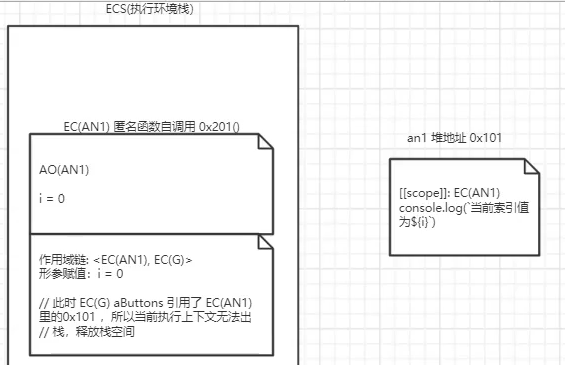 ECS(执行环境栈)
EC(AN1) 匿名函数自调用 0x201()
AO(AN1)
i = 0
作用域链: <EC(AN1), EC(G)>
形参赋值: i = 0
// 此时 EC(G) aButtons 引用了 EC(AN1)
里的0x101 ，所以当前执行上下文无法出
// 栈，释放栈空间
an1 堆地址 0x101
[[scope]]: EC(AN1)
console.log(`当前索引值
为${i}`)